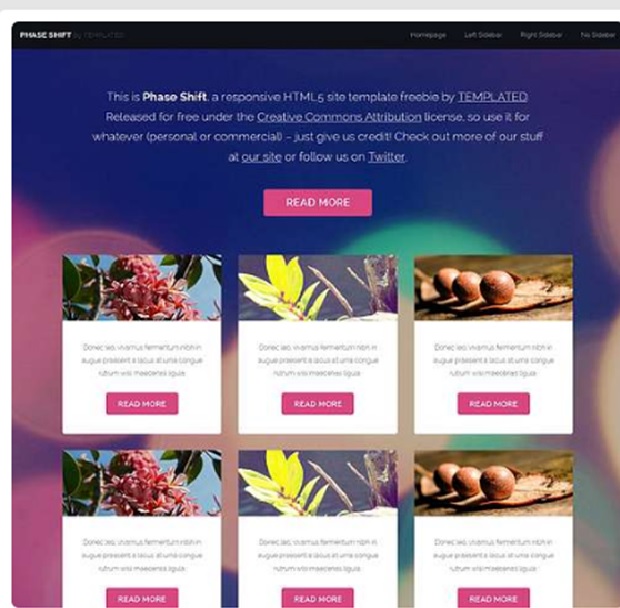 PHASE SHIFT by TEMPLATED
Homepage Left Sidebar Right Sidebar No Sidebar
This is Phase Shift, a responsive HTML5 site template freebie by TEMPLATED.
Released for free under the Creative Commons Attribution license, so use it for
whatever (personal or commercial) – just give us credit! Check out more of our stuff
at our site or follow us on Twitter.
READ MORE
Donec leo, vivamus fermentum nibh in
augue praesent a lacus at urna congue
rutrum wisi maecenas ligula
READ MORE
Donec leo, vivamus fermentum nibh in
augue praesent a lacus at urna congue
rutrum wisi maecenas ligula
READ MORE
Donec leo, vivamus fermentum nibh in
augue praesent a lacus at urna congue
rutrum wisi maecenas ligula
READ MORE
Donec leo, vivamus fermentum nibh in
augue praesent a lacus at urna congue
rutrum wisi maecenas ligula
READ MORE
Donec leo, vivamus fermentum nibh in
augue praesent a lacus at urna congue
rutrum wisi maecenas ligula
READ MORE
Donec leo, vivamus fermentum nibh in
augue praesent a lacus at urna congue
rutrum wisi maecenas ligula
READ MORE